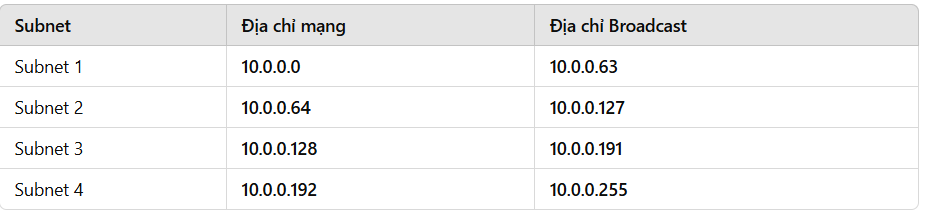 Subnet Địa chỉ mạng Địa chỉ Broadcast
Subnet 1 10.0.0.0 10.0.0.63
Subnet 2 10.0.0.64 10.0.0.127
Subnet 3 10.0.0.128 10.0.0.191
Subnet 4 10.0.0.192 10.0.0.255